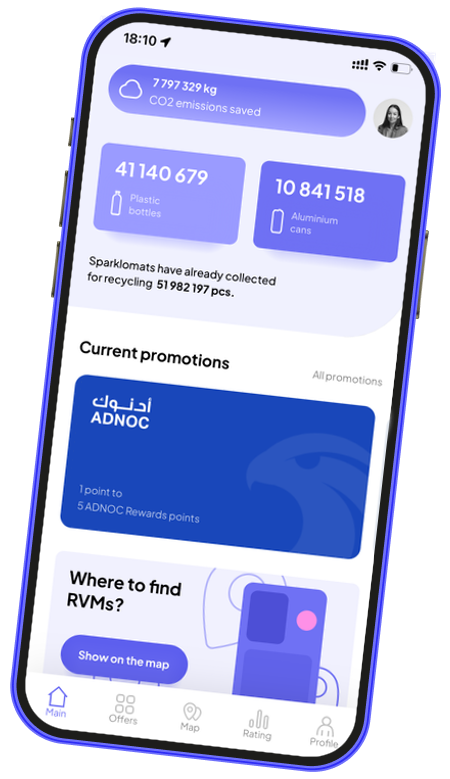 18:10
7 797 329 kg
CO2 emissions saved
41 140 679
Plastic
bottles
10 841 518
Aluminium
cans
Sparklomats have already collected
for recycling 51 982 197 pcs.
Current promotions
All promotions
أدنوك
ADNOC
1 point to
5 ADNOC Rewards points
Where to find
RVMs?
Show on the map
Main
Offers
Map
Rating
Profile